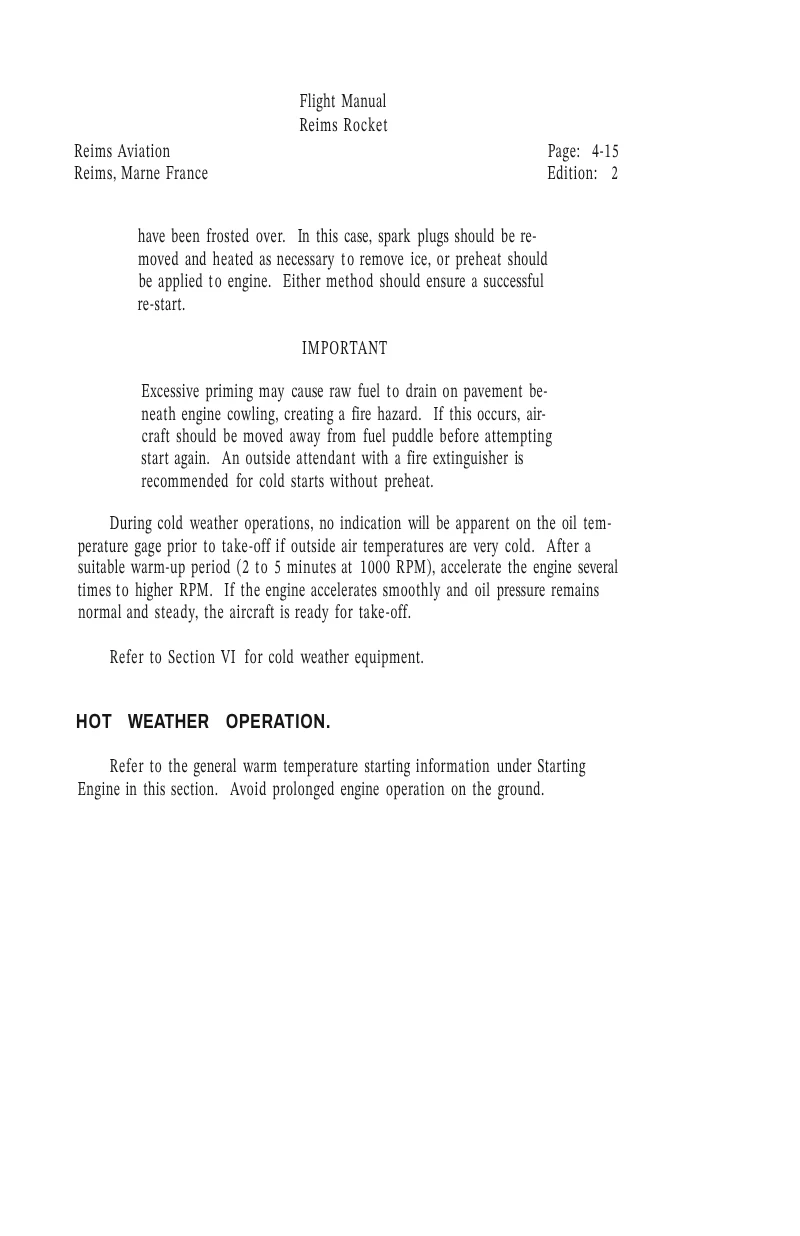 Flight Manual
Reims Rocket
Reims Aviation
Page: 4-15
Reims, Marne France
Edition: 2
have been frosted over. In this case, spark plugs should be re-
moved and heated as necessary to remove ice, or preheat should
be applied to engine. Either method should ensure a successful
re-start.
IMPORTANT
Excessive priming may cause raw fuel to drain on pavement be-
neath engine cowling, creating a fire hazard. If this occurs, air-
craft should be moved away from fuel puddle before attempting
start again. An outside attendant with a fire extinguisher is
recommended for cold starts without preheat.
During cold weather operations, no indication will be apparent on the oil tem-
perature gage prior to take-off if outside air temperatures are very cold. After a
suitable warm-up period (2 to 5 minutes at 1000 RPM), accelerate the engine several
times to higher RPM. If the engine accelerates smoothly and oil pressure remains
normal and steady, the aircraft is ready for take-off.
Refer to Section VI for cold weather equipment.
HOT WEATHER OPERATION.
Refer to the general warm temperature starting information under Starting
Engine in this section. Avoid prolonged engine operation on the ground.